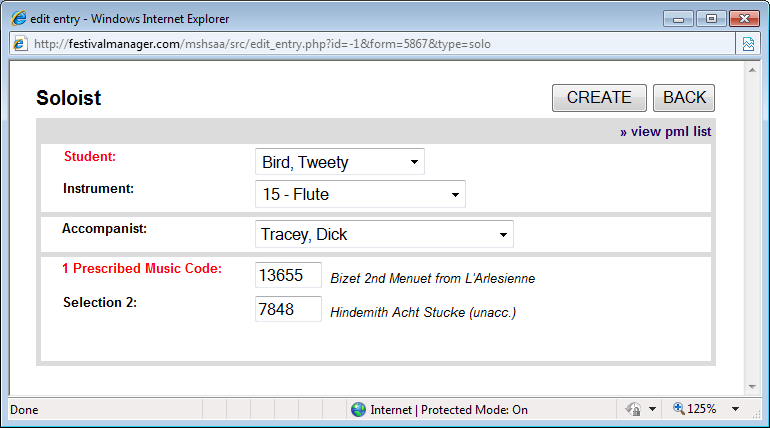 edit entry - Windows Internet Explorer
http://festivalmanager.com/mshsaa/src/edit_entry.php?id=-1&form=5867&type=solo
Soloist CREATE BACK
» view pml list
Student: Bird, Tweety
Instrument: 15 - Flute
Accompanist: Tracey, Dick
1 Prescribed Music Code: 13655 Bizet 2nd Menuet from L'Arlesienne
Selection 2: 7848 Hindemith Acht Stucke (unacc.)
Done Internet | Protected Mode: On 125%